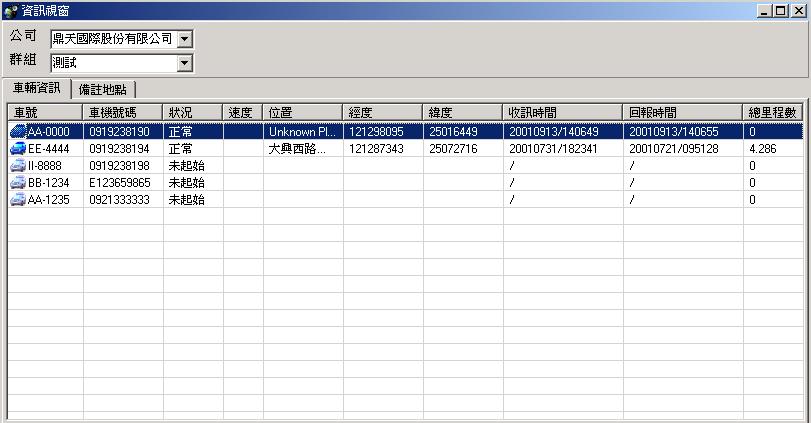 資訊視窗
公司 鼎天國際股份有限公司
群組 測試
車輛資訊 備註地點
車號 車機號碼 狀況 速度 位置 經度 緯度 收訊時間 回報時間 總里程數
AA-0000 0919238190 正常 Unknown Pl... 121298095 25016449 20010913/140649 20010913/140655 0
EE-4444 0919238194 正常 大興西路... 121287343 25072716 20010731/182341 20010721/095128 4.286
II-8888 0919238198 未起始 / / 0
BB-1234 E123659865 未起始 / / 0
AA-1235 0921333333 未起始 / / 0